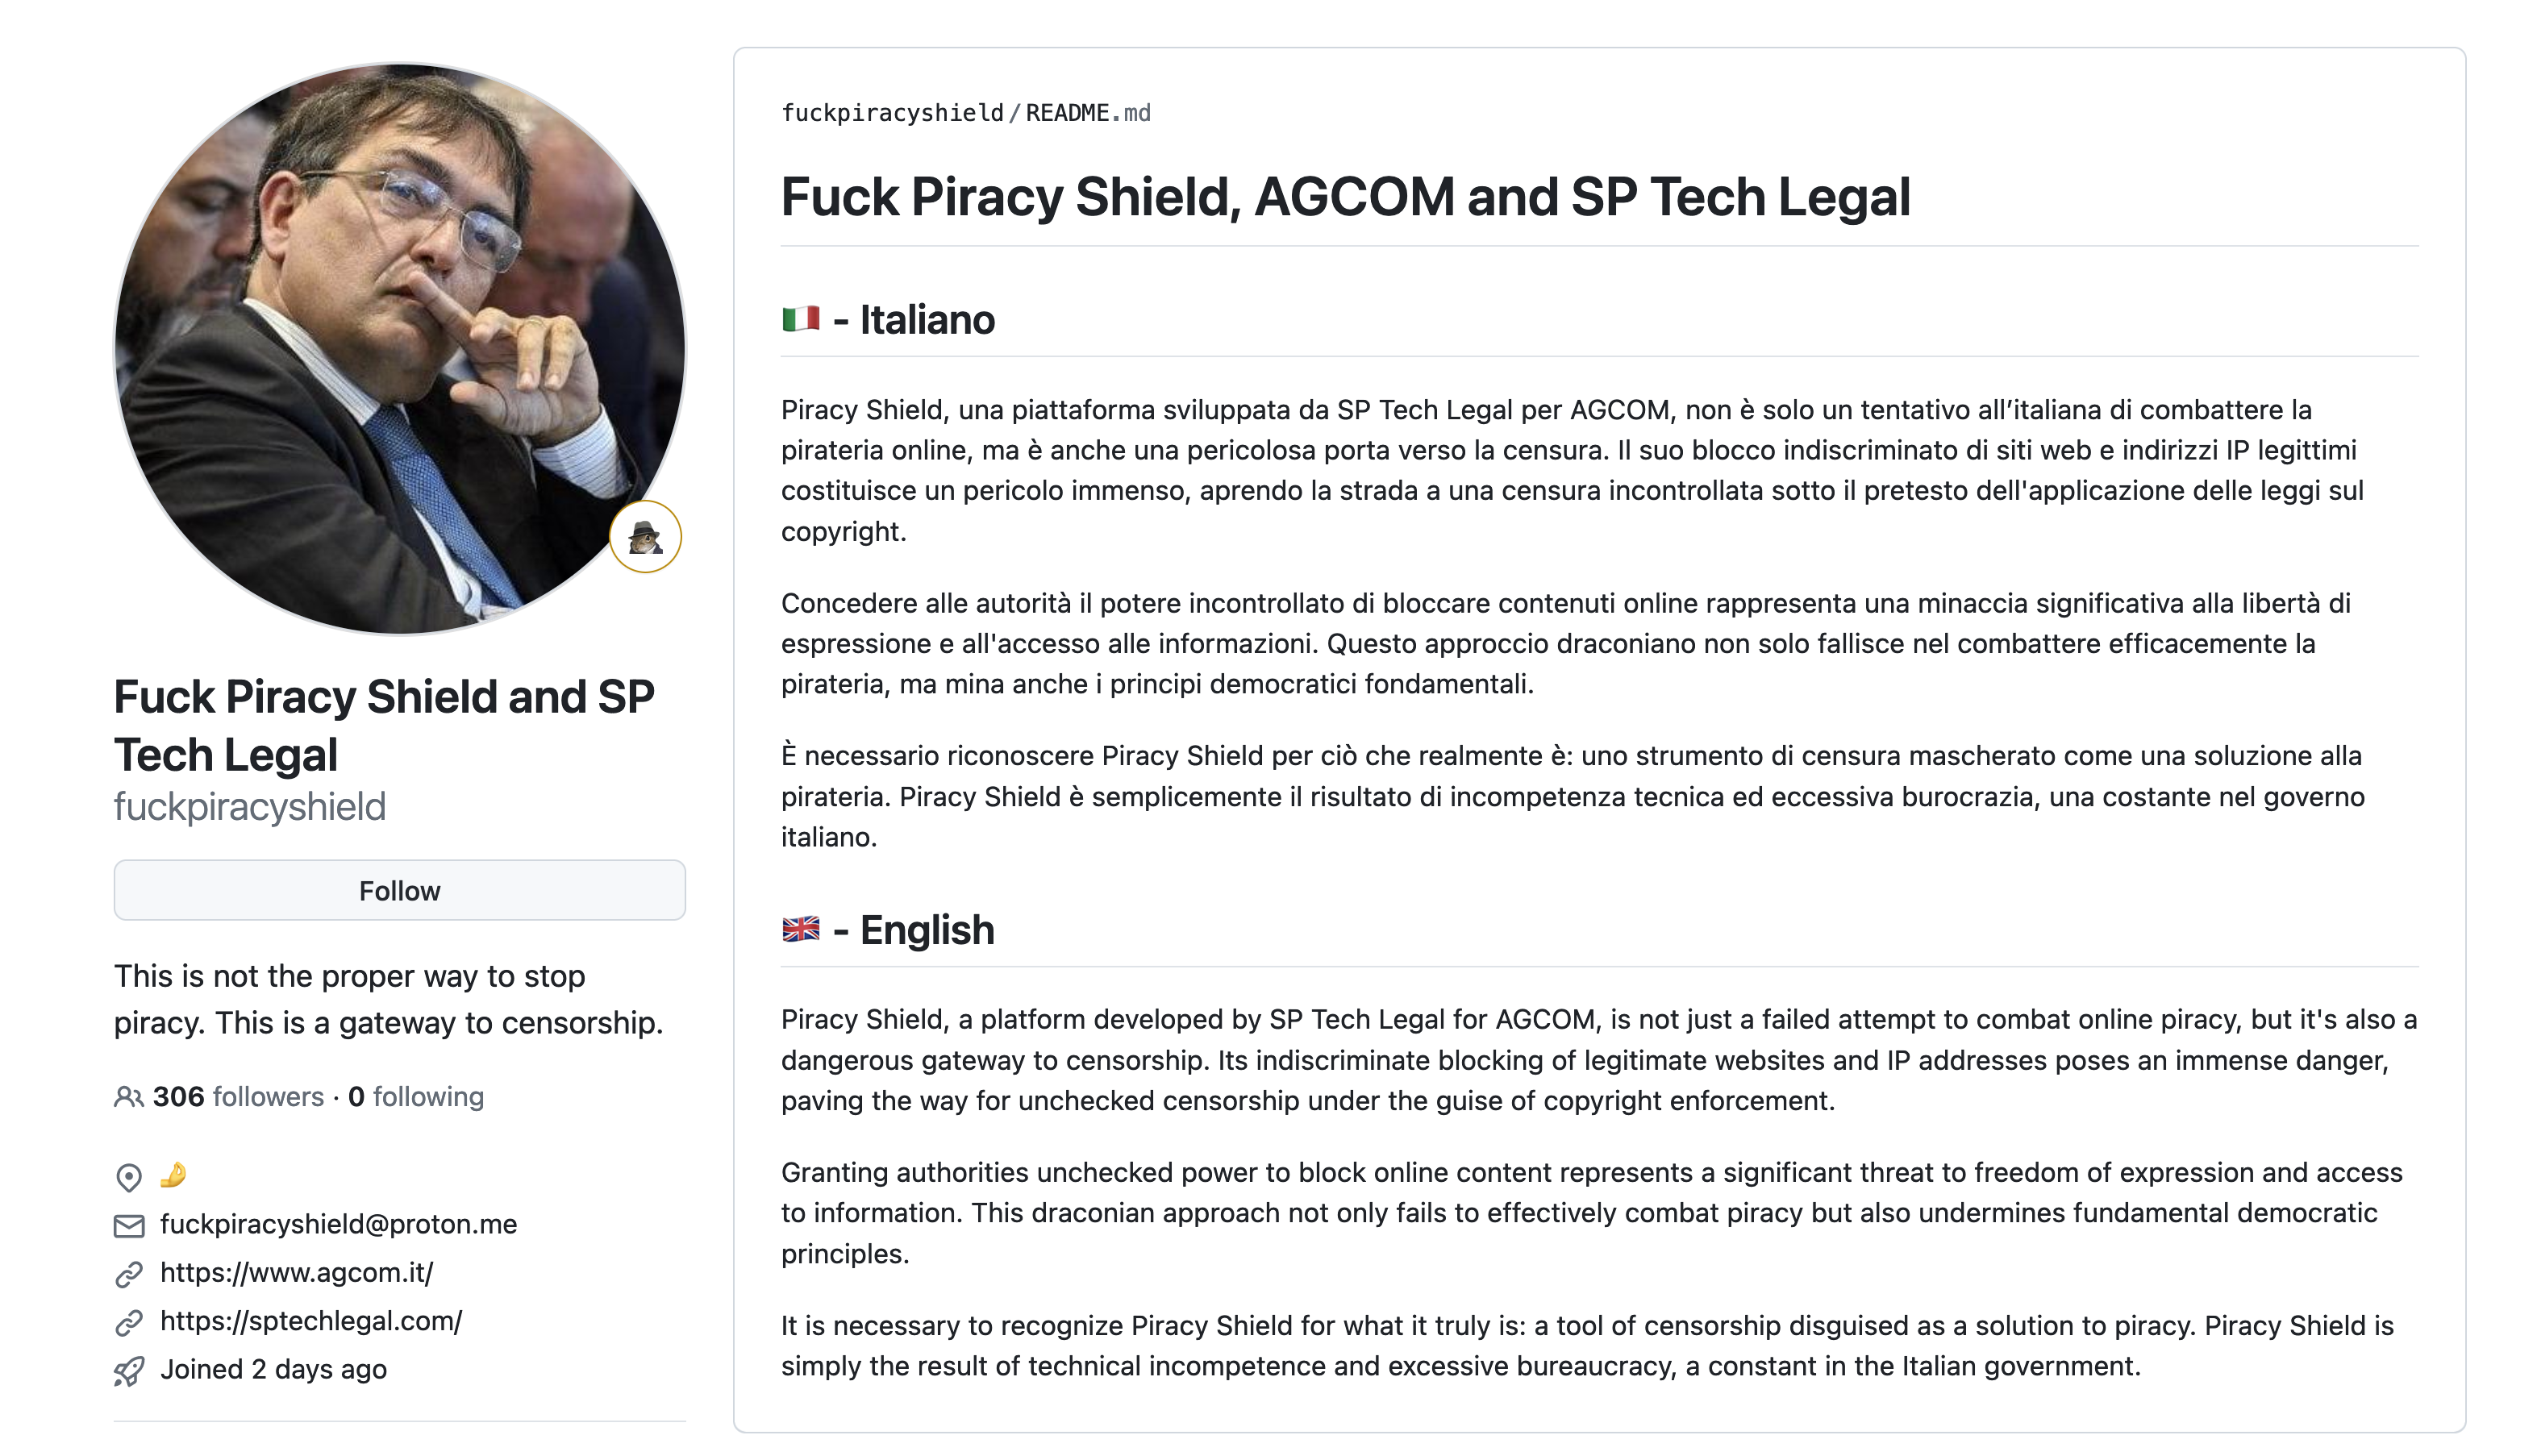 Fuck Piracy Shield and SP
Tech Legal
fuckpiracyshield
Follow
This is not the proper way to stop
piracy. This is a gateway to censorship.
306 followers · 0 following
fuckpiracyshield@proton.me
https://www.agcom.it/
https://sptechlegal.com/
Joined 2 days ago
fuckpiracyshield/README.md
Fuck Piracy Shield, AGCOM and SP Tech Legal
🇮🇹 - Italiano
Piracy Shield, una piattaforma sviluppata da SP Tech Legal per AGCOM, non è solo un tentativo all’italiana di combattere la
pirateria online, ma è anche una pericolosa porta verso la censura. Il suo blocco indiscriminato di siti web e indirizzi IP legittimi
costituisce un pericolo immenso, aprendo la strada a una censura incontrollata sotto il pretesto dell'applicazione delle leggi sul
copyright.
Concedere alle autorità il potere incontrollato di bloccare contenuti online rappresenta una minaccia significativa alla libertà di
espressione e all'accesso alle informazioni. Questo approccio draconiano non solo fallisce nel combattere efficacemente la
pirateria, ma mina anche i principi democratici fondamentali.
È necessario riconoscere Piracy Shield per ciò che realmente è: uno strumento di censura mascherato come una soluzione alla
pirateria. Piracy Shield è semplicemente il risultato di incompetenza tecnica ed eccessiva burocrazia, una costante nel governo
italiano.
🇬🇧 - English
Piracy Shield, a platform developed by SP Tech Legal for AGCOM, is not just a failed attempt to combat online piracy, but it's also a
dangerous gateway to censorship. Its indiscriminate blocking of legitimate websites and IP addresses poses an immense danger,
paving the way for unchecked censorship under the guise of copyright enforcement.
Granting authorities unchecked power to block online content represents a significant threat to freedom of expression and access
to information. This draconian approach not only fails to effectively combat piracy but also undermines fundamental democratic
principles.
It is necessary to recognize Piracy Shield for what it truly is: a tool of censorship disguised as a solution to piracy. Piracy Shield is
simply the result of technical incompetence and excessive bureaucracy, a constant in the Italian government.